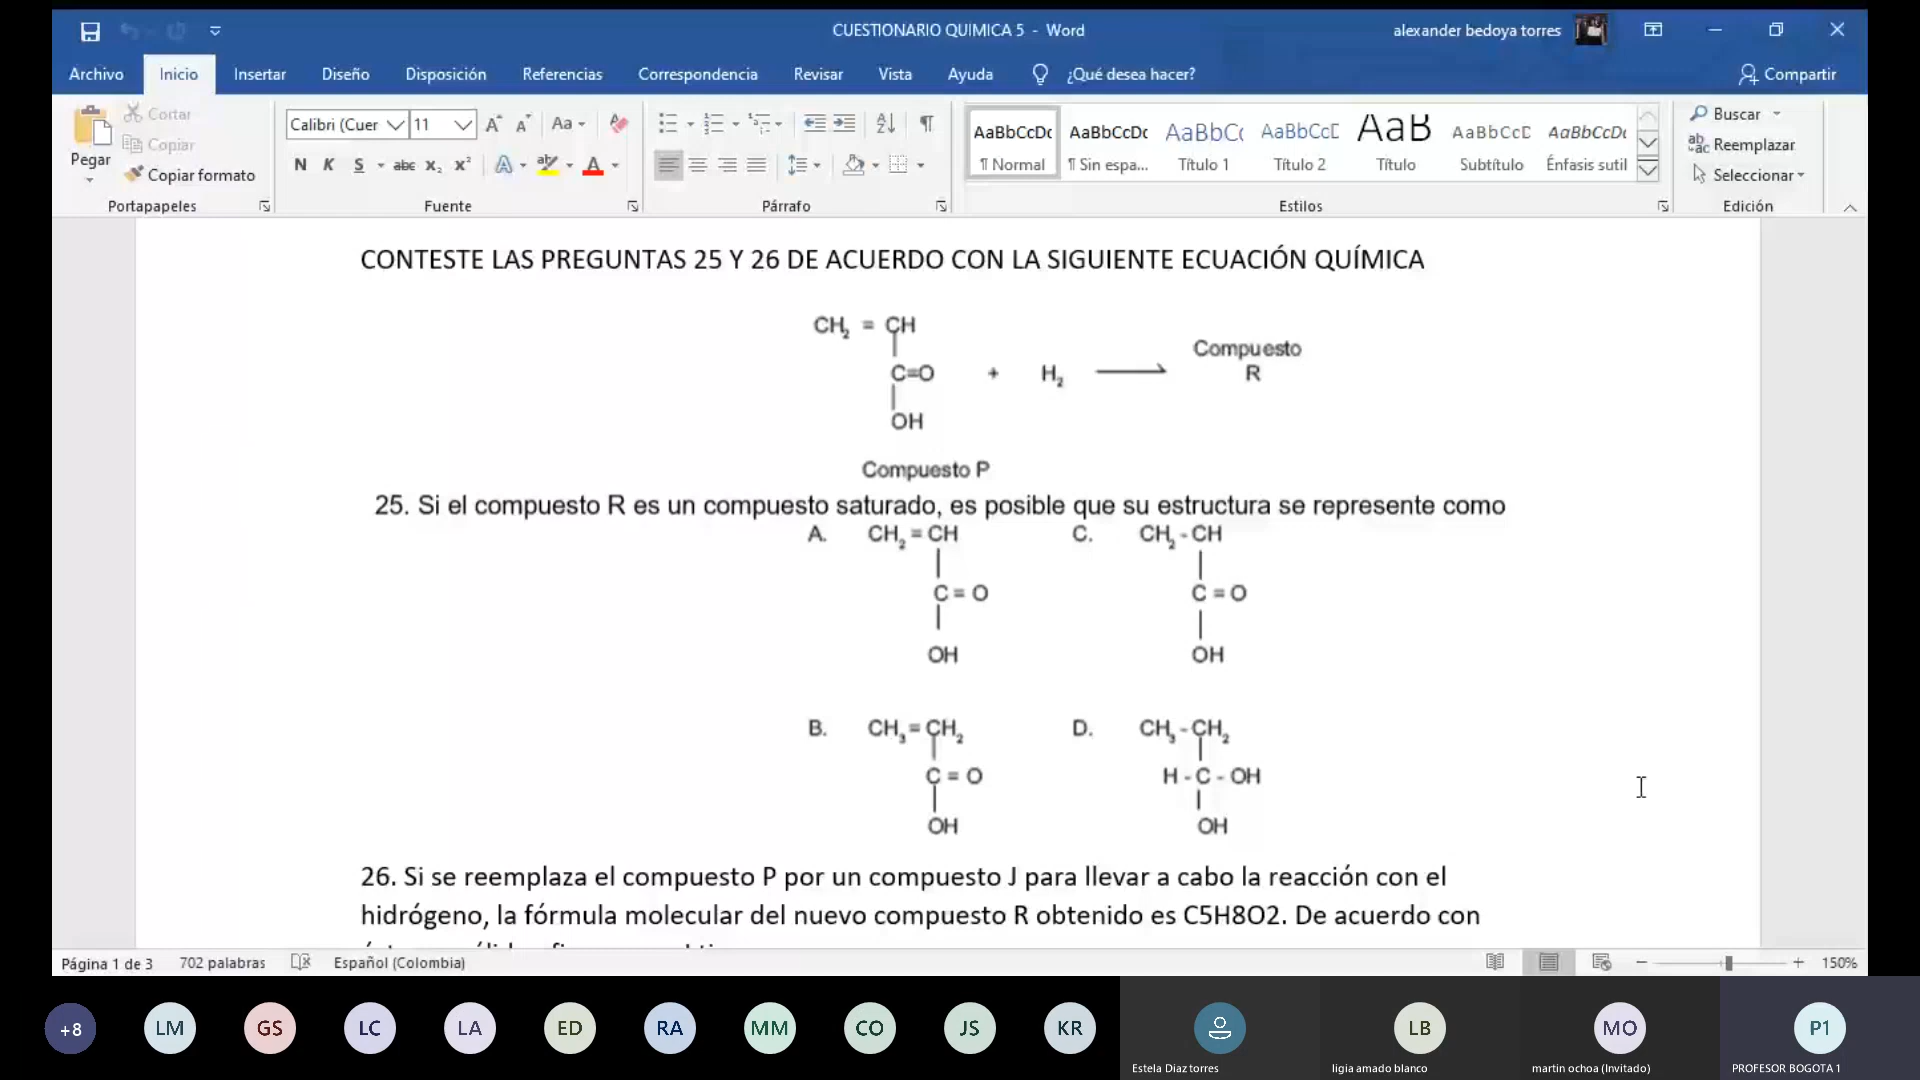 CUESTIONARIO QUIMICA 5 - Word
alexander bedoya torres
Archivo Inicio Insertar Diseño Disposición Referencias Correspondencia Revisar Vista Ayuda ¿Qué desea hacer? Compartir
Pegar
Cortar
Copiar
Copiar formato
Portapapeles
Calibri (Cuer 11
N K S abc x₂ x²
Fuente
Párrafo
AaBbCcDc AaBbCcDc AaBbC( AaBbCcE AaB AaBbCcD AaBbCcDc
¶ Normal ¶ Sin espa... Título 1 Título 2 Título Subtítulo Énfasis sutil
Estilos
Buscar
Reemplazar
Seleccionar
Edición
CONTESTE LAS PREGUNTAS 25 Y 26 DE ACUERDO CON LA SIGUIENTE ECUACIÓN QUÍMICA
CH₂ = CH
C=O + H₂ → Compuesto R
OH
Compuesto P
25. Si el compuesto R es un compuesto saturado, es posible que su estructura se represente como
A. CH₂ = CH
C = O
OH
C. CH₂ - CH
C = O
OH
B. CH₃ = CH₂
C = O
OH
D. CH₃ - CH₂
H - C - OH
OH
26. Si se reemplaza el compuesto P por un compuesto J para llevar a cabo la reacción con el
hidrógeno, la fórmula molecular del nuevo compuesto R obtenido es C5H8O2. De acuerdo con
Página 1 de 3 702 palabras Español (Colombia) 150%
+8 LM GS LC LA ED RA MM CO JS KR LB MO P1
Estela Diaz torres ligia amado blanco martin ochoa (Invitado) PROFESOR BOGOTA 1